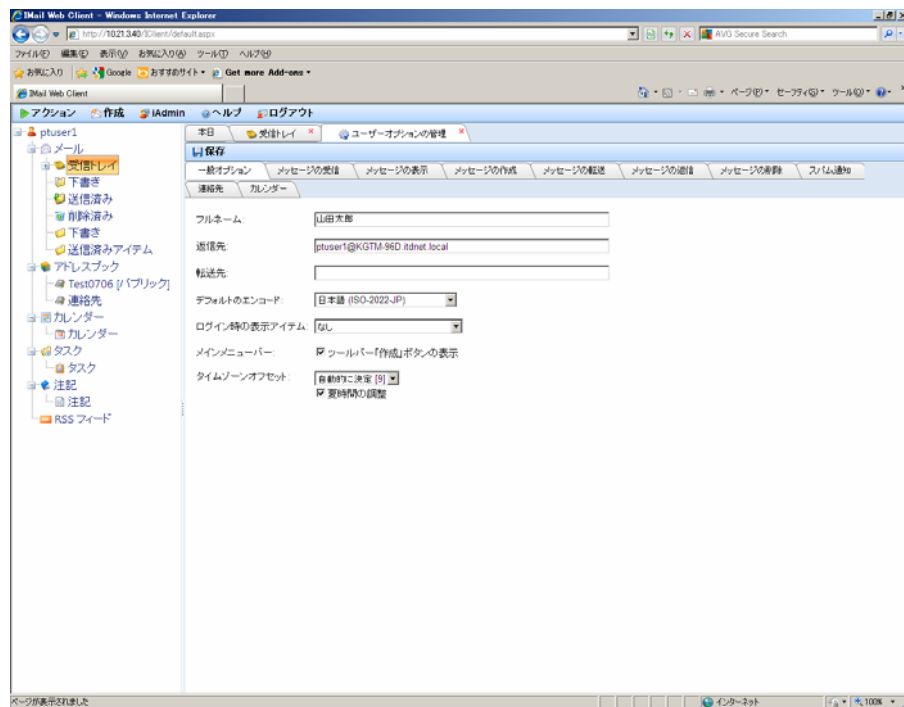 IMail Web Client - Windows Internet Explorer
http://10.21.3.40/IClient/default.aspx
AVG Secure Search
ファイル(F) 編集(E) 表示(V) お気に入り(A) ツール(T) ヘルプ(H)
お気に入り Google おすすめサイト Get more Add-ons
IMail Web Client ページ(P) セーフティ(S) ツール(O)
アクション 作成 iAdmin ヘルプ ログアウト
ptuser1
メール
受信トレイ
下書き
送信済み
削除済み
下書き
送信済みアイテム
アドレスブック
Test0706 [パブリック]
連絡先
カレンダー
カレンダー
タスク
タスク
注記
注記
RSS フィード
本日 受信トレイ ユーザーオプションの管理
保存
一般オプション メッセージの受信 メッセージの表示 メッセージの作成 メッセージの転送 メッセージの返信 メッセージの削除 スパム通知
連絡先 カレンダー
フルネーム: 山田太郎
返信先: ptuser1@KGTM-96D.itdnet.local
転送先:
デフォルトのエンコード: 日本語 (ISO-2022-JP)
ログイン時の表示アイテム: なし
メインメニューバー: ツールバー「作成」ボタンの表示
タイムゾーンオフセット: 自動的に決定 [9]
夏時間の調整
ページが表示されました インターネット 100%